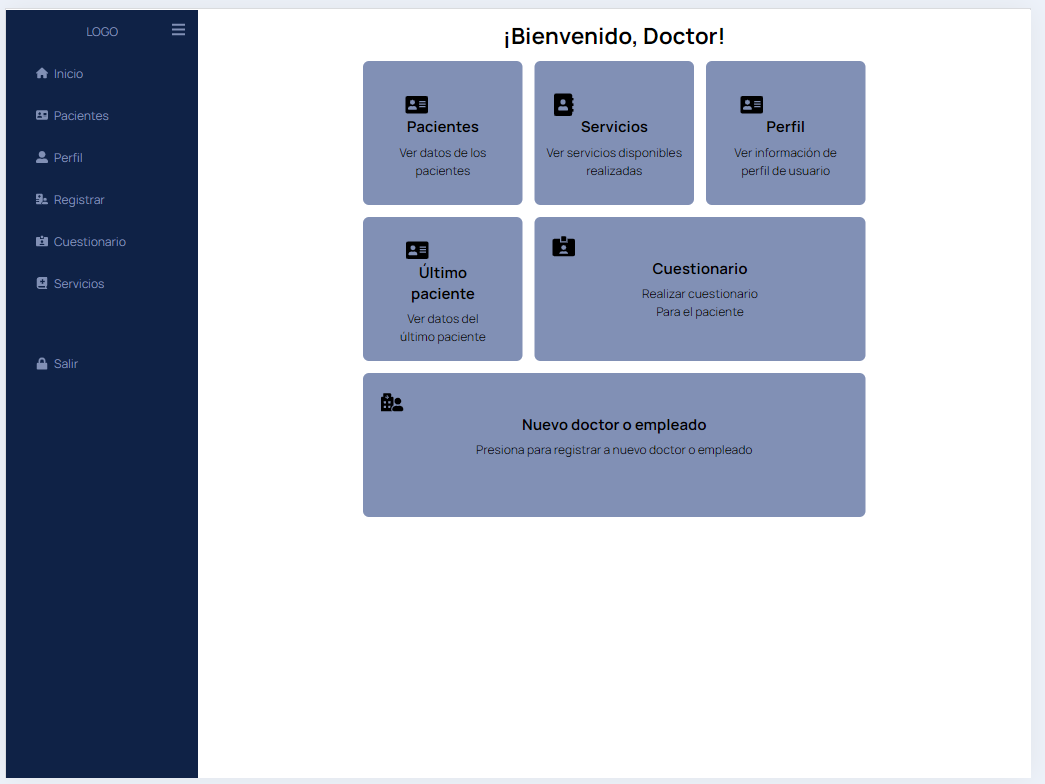 LOGO
Inicio
Pacientes
Perfil
Registrar
Cuestionario
Servicios
Salir
¡Bienvenido, Doctor!
Pacientes
Ver datos de los
pacientes
Servicios
Ver servicios disponibles
realizadas
Perfil
Ver información de
perfil de usuario
Último
paciente
Ver datos del
último paciente
Cuestionario
Realizar cuestionario
Para el paciente
Nuevo doctor o empleado
Presiona para registrar a nuevo doctor o empleado